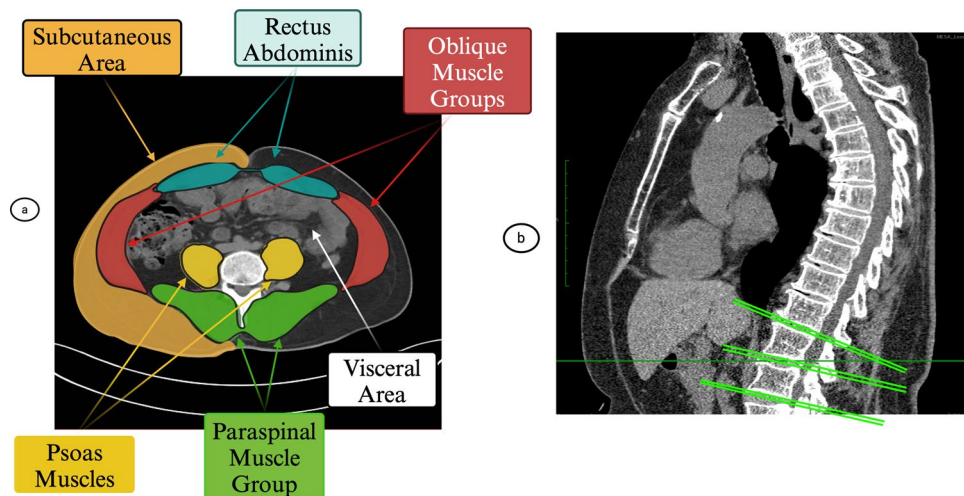 Subcutaneous
Area
Rectus
Abdominis
Oblique
Muscle
Groups
a
b
Visceral
Area
Psoas
Muscles
Paraspinal
Muscle
Group